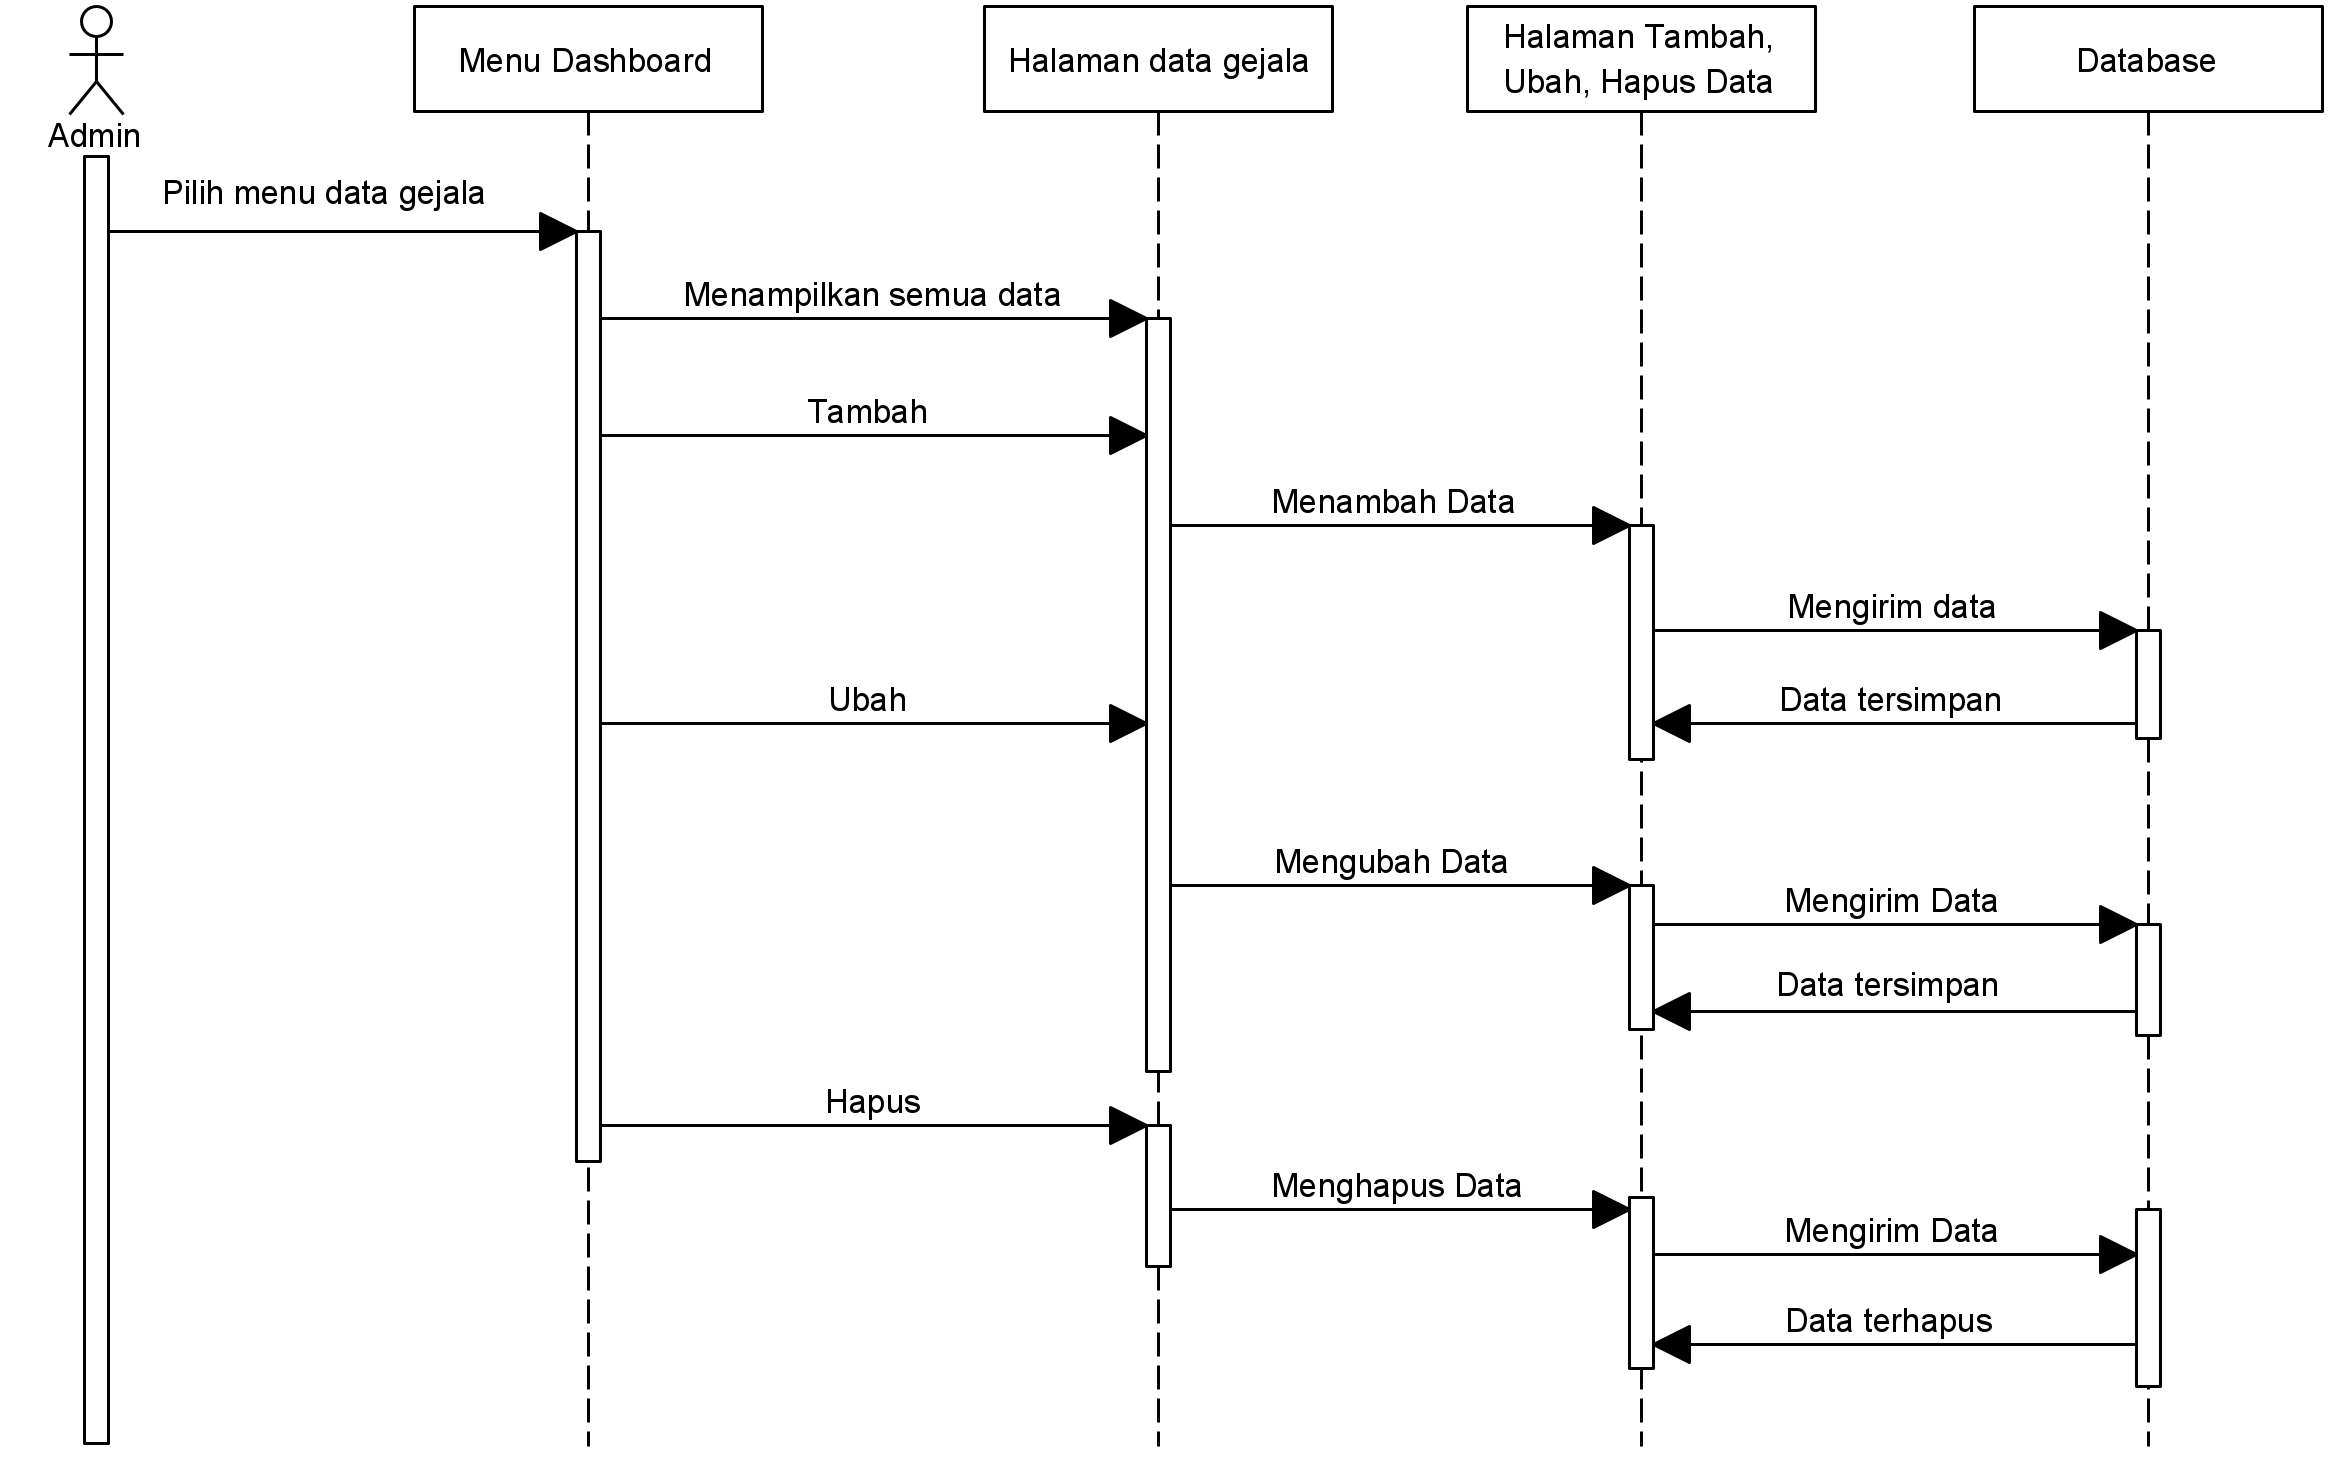 Admin
Menu Dashboard
Halaman data gejala
Halaman Tambah,
Ubah, Hapus Data
Database
Pilih menu data gejala
Menampilkan semua data
Tambah
Menambah Data
Mengirim data
Ubah
Data tersimpan
Mengubah Data
Mengirim Data
Data tersimpan
Hapus
Menghapus Data
Mengirim Data
Data terhapus